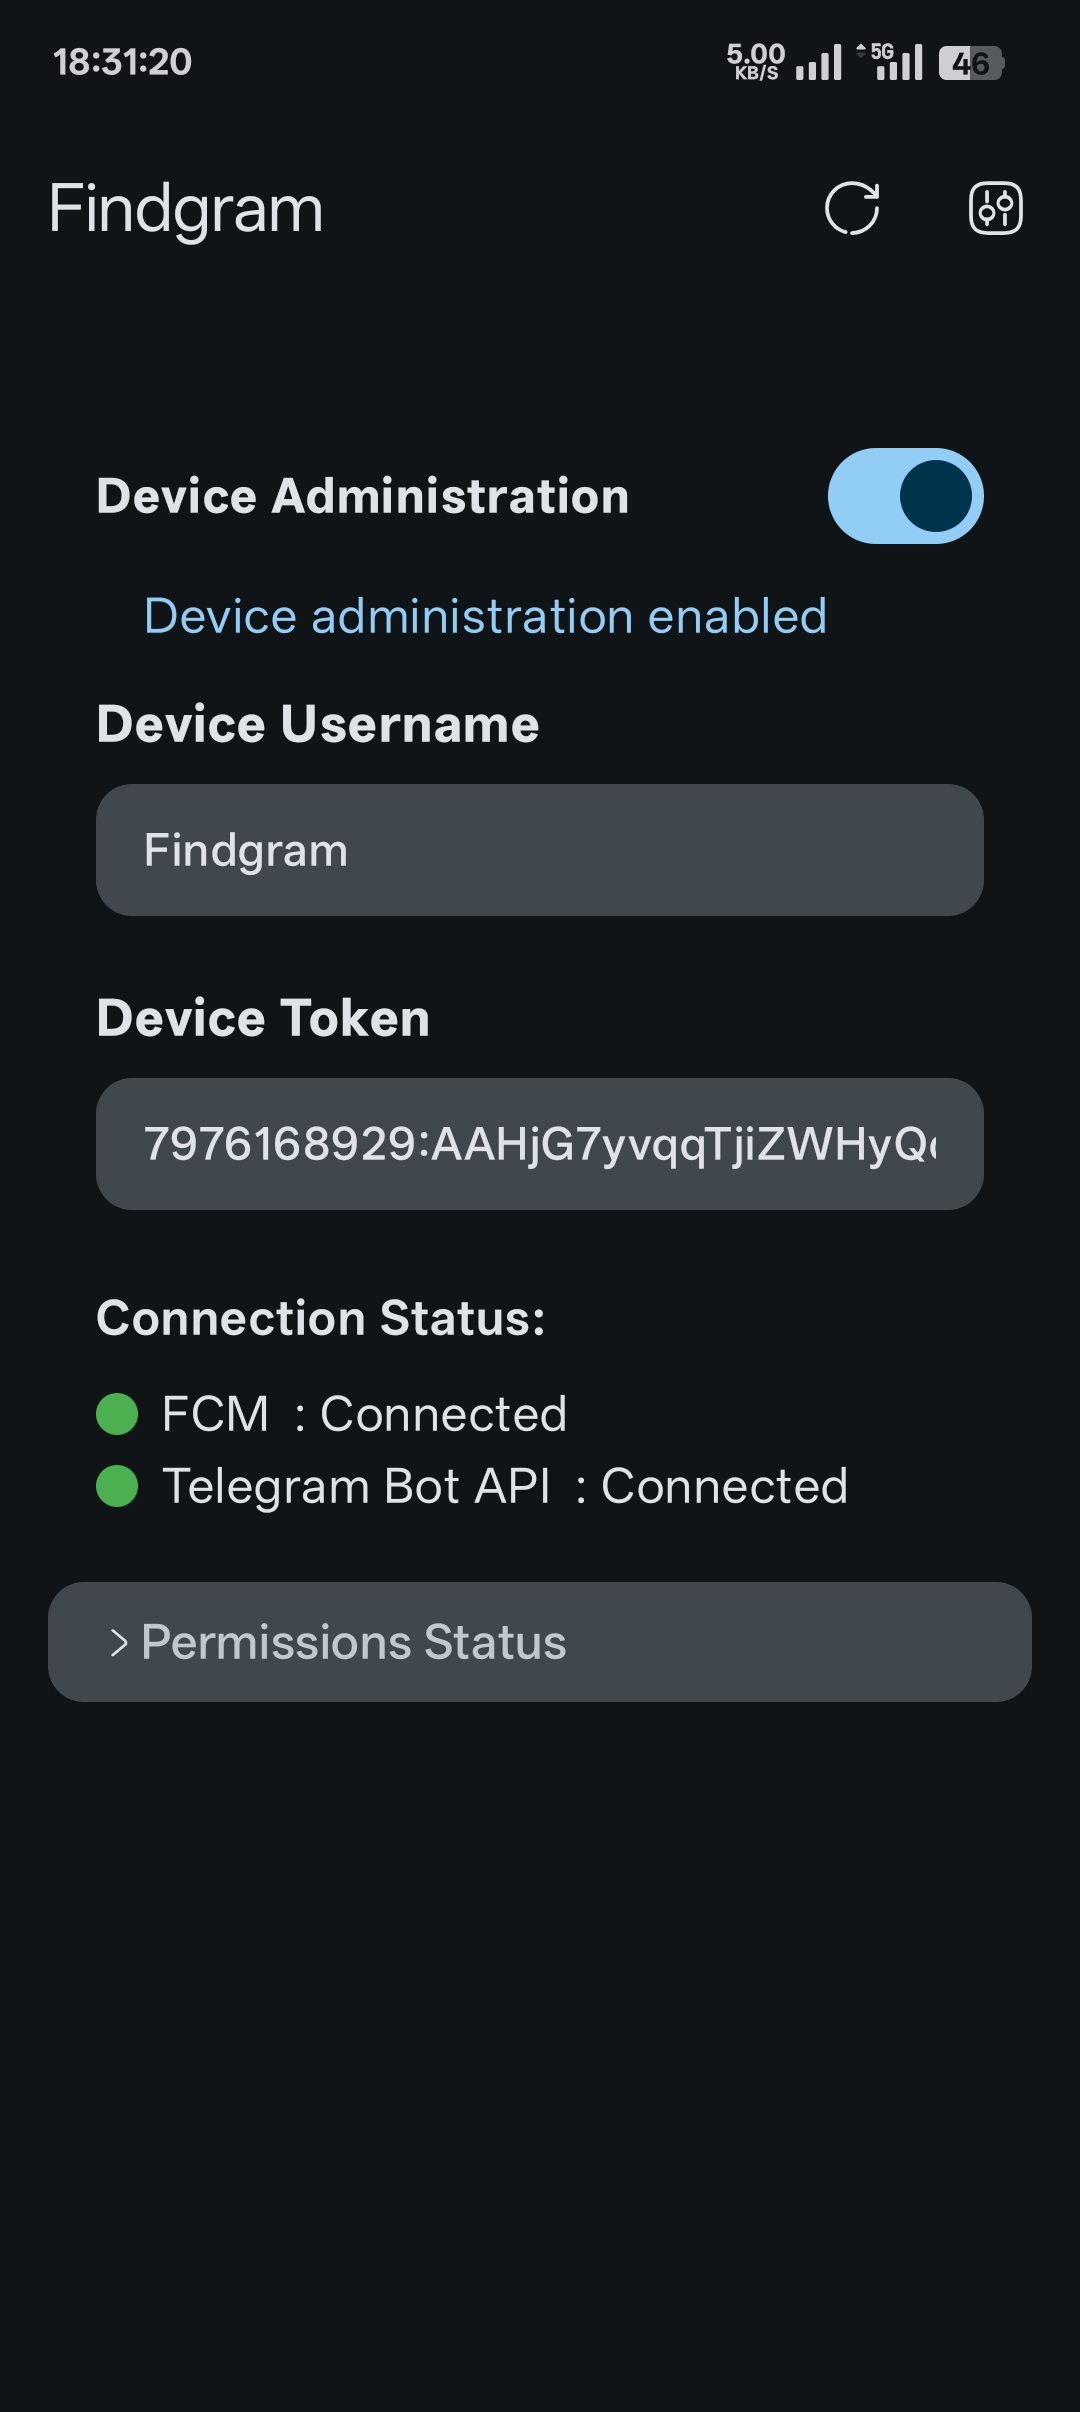 18:31:20
5.00
KB/S
5G
46
Findgram
Device Administration
Device administration enabled
Device Username
Findgram
Device Token
7976168929:AAHjG7yvqqTjiZWHyQ
Connection Status:
FCM : Connected
Telegram Bot API : Connected
Permissions Status